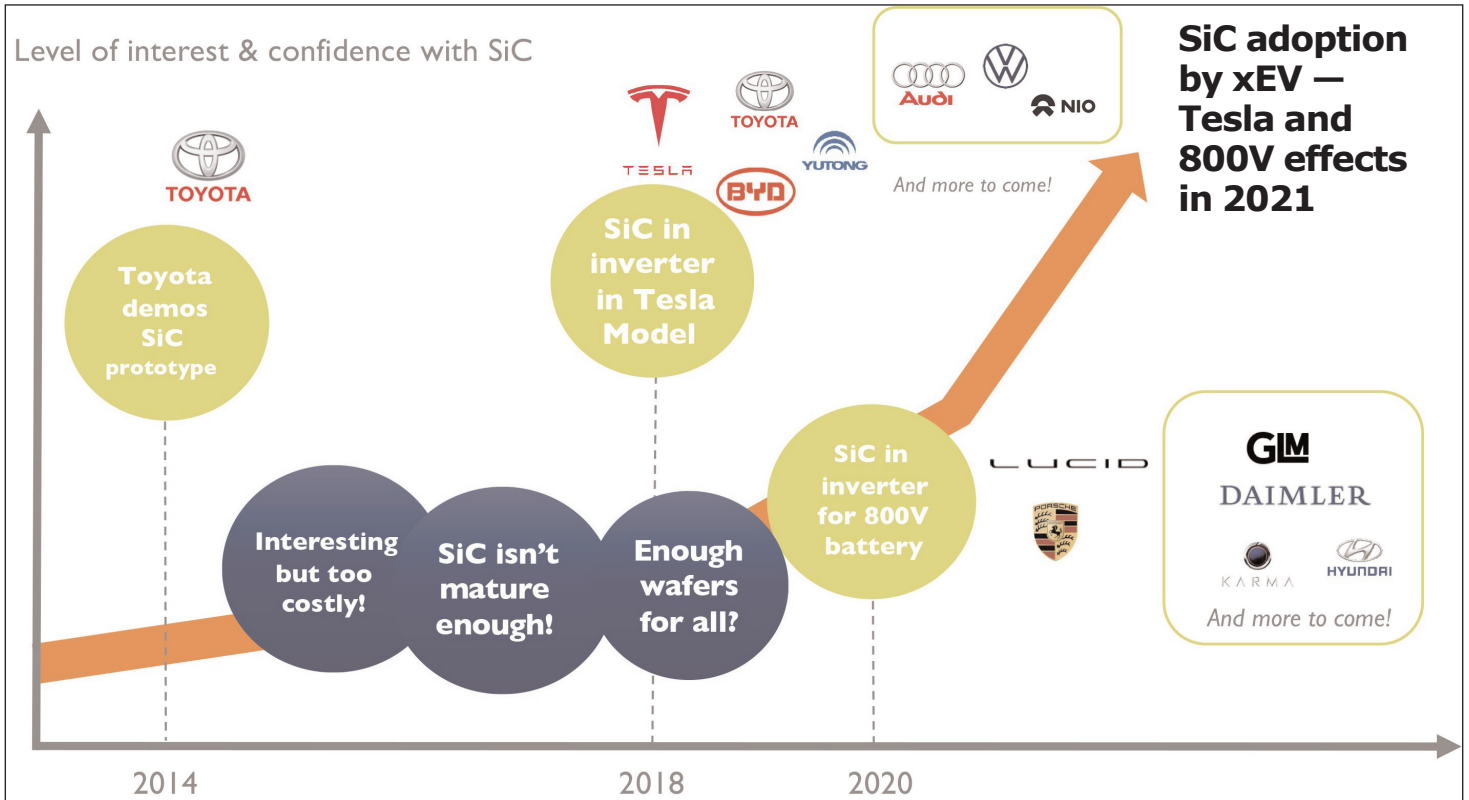 Level of interest & confidence with SiC
SiC adoption
by xEV —
Tesla and
800V effects
in 2021
TOYOTA
Toyota
demos
SiC
prototype
TESLA
TOYOTA
YUTONG
BYD
SiC in
inverter
in Tesla
Model
Audi
NIO
And more to come!
Interesting
but too
costly!
SiC isn’t
mature
enough!
Enough
wafers
for all?
SiC in
inverter
for 800V
battery
LUCID
PORSCHE
GLM
DAIMLER
KARMA
HYUNDAI
And more to come!
2014
2018
2020